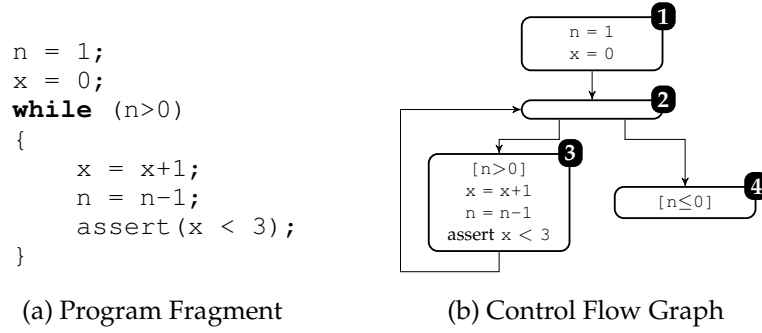 n = 1;
x = 0;
while (n>0)
{
x = x+1;
n = n-1;
assert(x < 3);
}
(a) Program Fragment
1
n = 1
x = 0
2
3
[n>0]
x = x+1
n = n-1
assert x < 3
4
[n≤0]
(b) Control Flow Graph